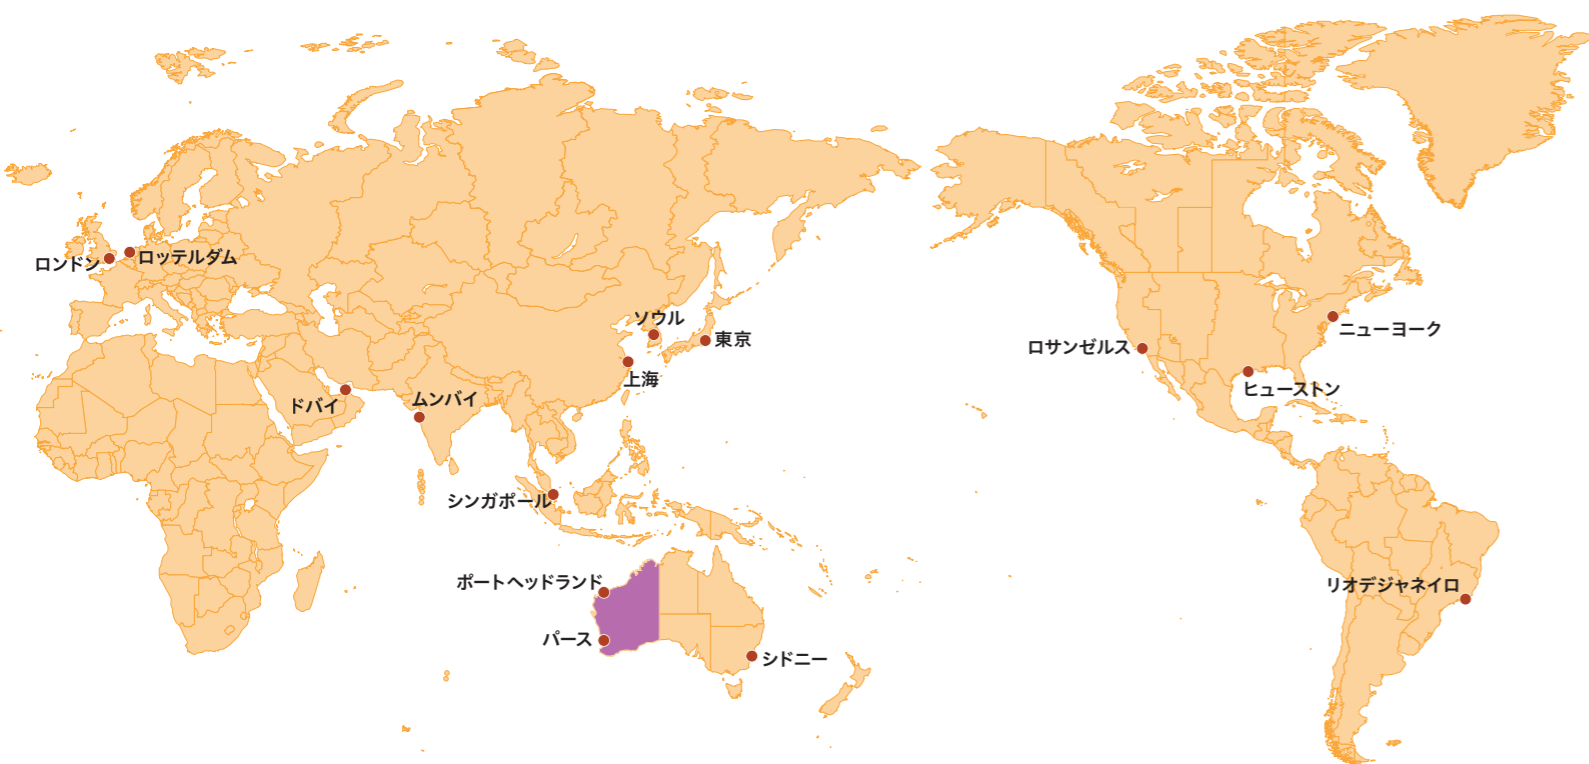 ロンドン
ロッテルダム
ソウル
東京
上海
ドバイ
ムンバイ
シンガポール
ポートヘッドランド
パース
シドニー
ロサンゼルス
ニューヨーク
ヒューストン
リオデジャネイロ